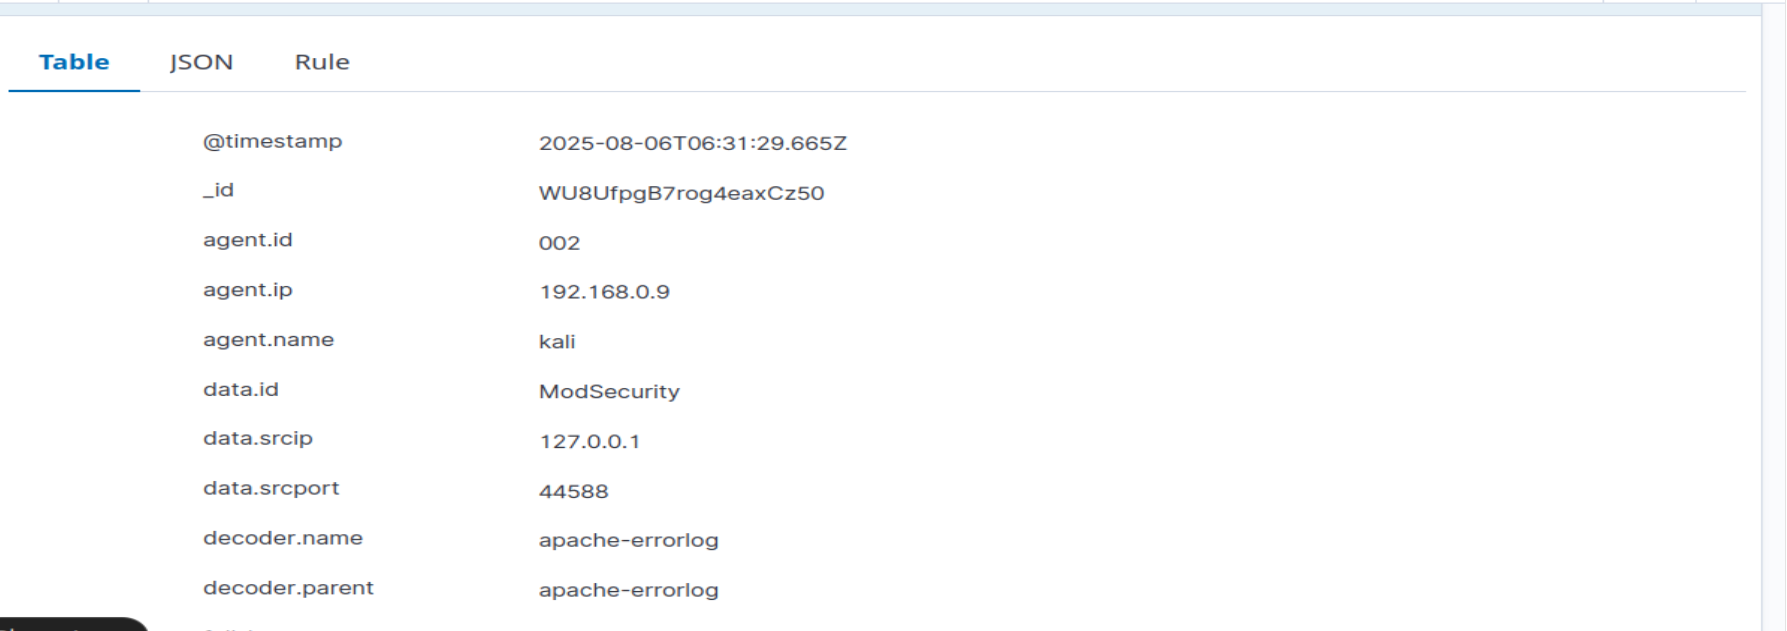 Table JSON Rule
@timestamp 2025-08-06T06:31:29.665Z
_id WU8UfpgB7rog4eaxCz50
agent.id 002
agent.ip 192.168.0.9
agent.name kali
data.id ModSecurity
data.srcip 127.0.0.1
data.srcport 44588
decoder.name apache-errorlog
decoder.parent apache-errorlog